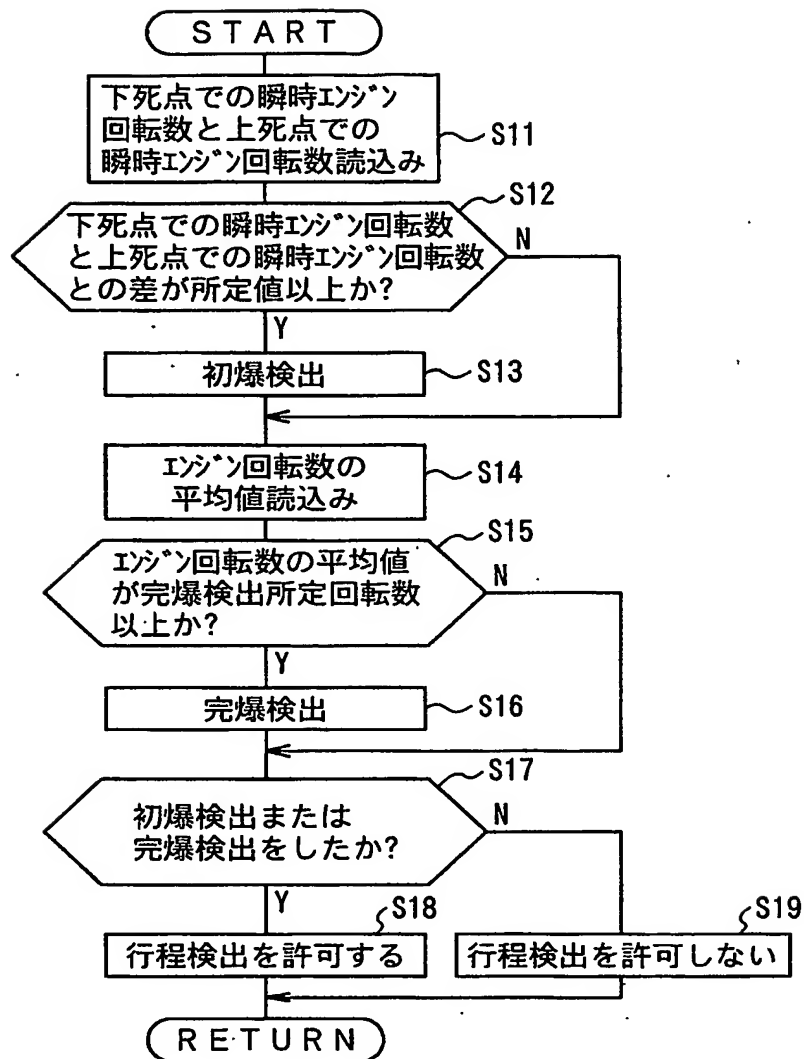 START
下死点での瞬時エンジン
回転数と上死点での
瞬時エンジン回転数読込み
S11
S12
下死点での瞬時エンジン回転数
と上死点での瞬時エンジン回転数
との差が所定値以上か?
N
Y
初爆検出
S13
エンジン回転数の
平均値読込み
S14
S15
エンジン回転数の平均値
が完爆検出所定回転数
以上か?
N
Y
完爆検出
S16
S17
初爆検出または
完爆検出をしたか?
N
Y
S18
行程検出を許可する
S19
行程検出を許可しない
RETURN